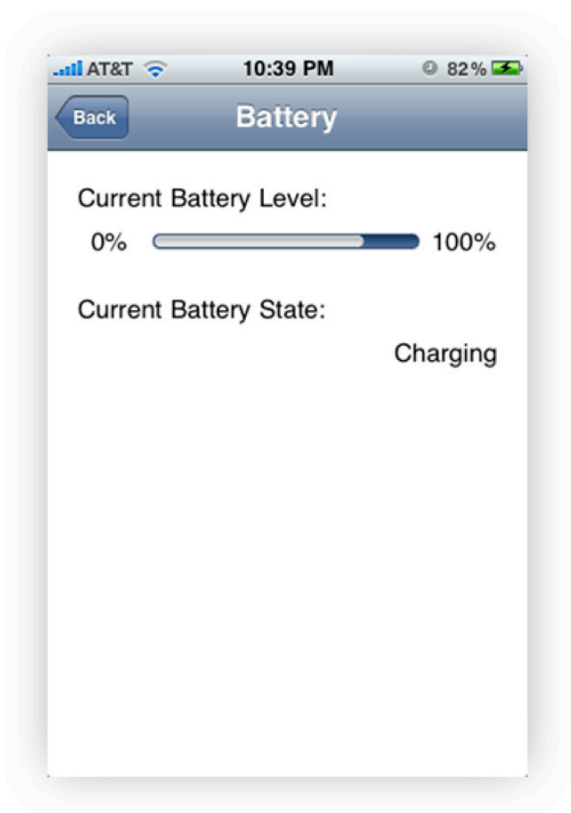 AT&T 10:39 PM 82%
Back Battery
Current Battery Level:
0% 100%
Current Battery State:
Charging